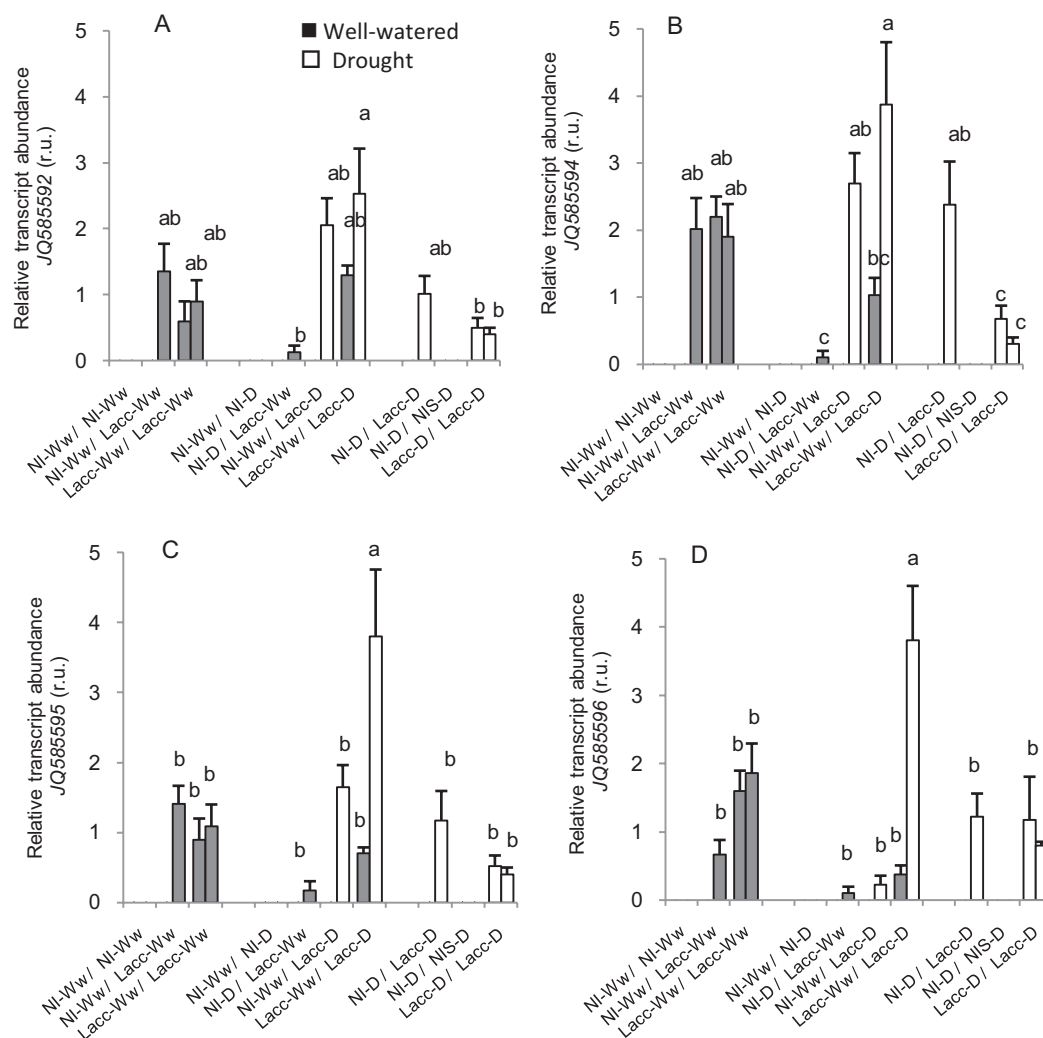 A
Well-watered
Drought
Relative transcript abundance
JQ585592 (r.u.)
5
4
3
2
1
0
ab
ab
ab
b
ab
ab
a
ab
b
b
NI-Ww / NI-Ww
NI-Ww / Lacc-Ww
Lacc-Ww / Lacc-Ww
NI-Ww / NI-D
NI-D / Lacc-Ww
NI-Ww / Lacc-D
Lacc-Ww / Lacc-D
NI-D / Lacc-D
NI-D / NIS-D
Lacc-D / Lacc-D
B
Relative transcript abundance
JQ585594 (r.u.)
5
4
3
2
1
0
ab
ab
ab
c
ab
bc
a
ab
c
c
NI-Ww / NI-Ww
NI-Ww / Lacc-Ww
Lacc-Ww / Lacc-Ww
NI-Ww / NI-D
NI-D / Lacc-Ww
NI-Ww / Lacc-D
Lacc-Ww / Lacc-D
NI-D / Lacc-D
NI-D / NIS-D
Lacc-D / Lacc-D
C
Relative transcript abundance
JQ585595 (r.u.)
5
4
3
2
1
0
b
b
b
b
b
b
a
b
b
b
NI-Ww / NI-Ww
NI-Ww / Lacc-Ww
Lacc-Ww / Lacc-Ww
NI-Ww / NI-D
NI-D / Lacc-Ww
NI-Ww / Lacc-D
Lacc-Ww / Lacc-D
NI-D / Lacc-D
NI-D / NIS-D
Lacc-D / Lacc-D
D
Relative transcript abundance
JQ585596 (r.u.)
5
4
3
2
1
0
b
b
b
b
b
b
a
b
b
NI-Ww / NI-Ww
NI-Ww / Lacc-Ww
Lacc-Ww / Lacc-Ww
NI-Ww / NI-D
NI-D / Lacc-Ww
NI-Ww / Lacc-D
Lacc-Ww / Lacc-D
NI-D / Lacc-D
NI-D / NIS-D
Lacc-D / Lacc-D